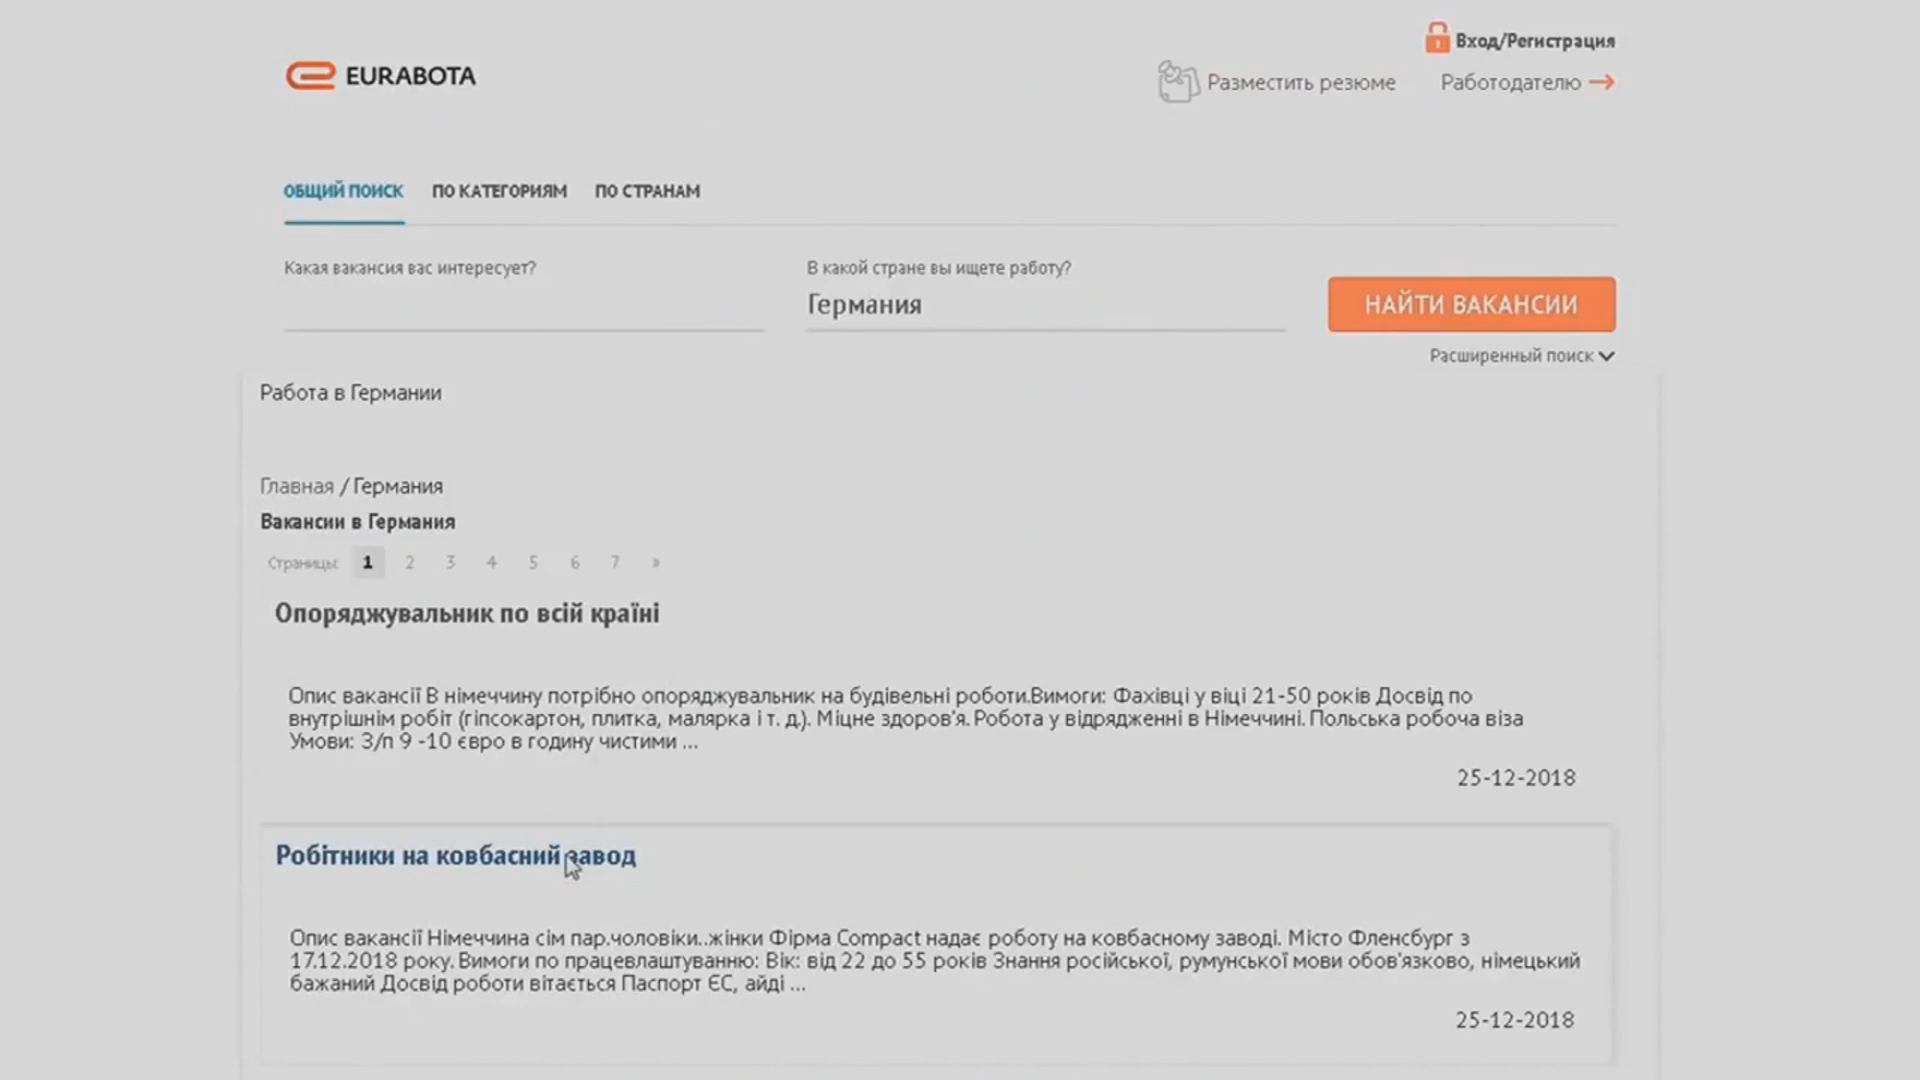 Вход/Регистрация
EURABOTA
Разместить резюме
Работодателю
ОБЩИЙ ПОИСК ПО КАТЕГОРИЯМ ПО СТРАНАМ
Какая вакансия вас интересует?
В какой стране вы ищете работу?
Германия
НАЙТИ ВАКАНСИИ
Расширенный поиск
Работа в Германии
Главная / Германия
Вакансии в Германия
Страницы: 1 2 3 4 5 6 7 »
Опоряджувальник по всій країні
Опис вакансії В німеччину потрібно опоряджувальник на будівельні роботи.Вимоги: Фахівці у віці 21-50 років Досвід по
внутрішнім робіт (гіпсокартон, плитка, малярка і т. д.). Міцне здоров'я. Робота у відрядженні в Німеччині. Польська робоча віза
Умови: З/п 9 -10 євро в годину чистими ...
25-12-2018
Робітники на ковбасний завод
Опис вакансії Німеччина сім пар.чоловіки..жінки Фірма Compact надає роботу на ковбасному заводі. Місто Фленсбург з
17.12.2018 року. Вимоги по працевлаштуванню: Вік: від 22 до 55 років Знання російської, румунської мови обов'язково, німецький
бажаний Досвід роботи вітається Паспорт ЄС, айді ...
25-12-2018